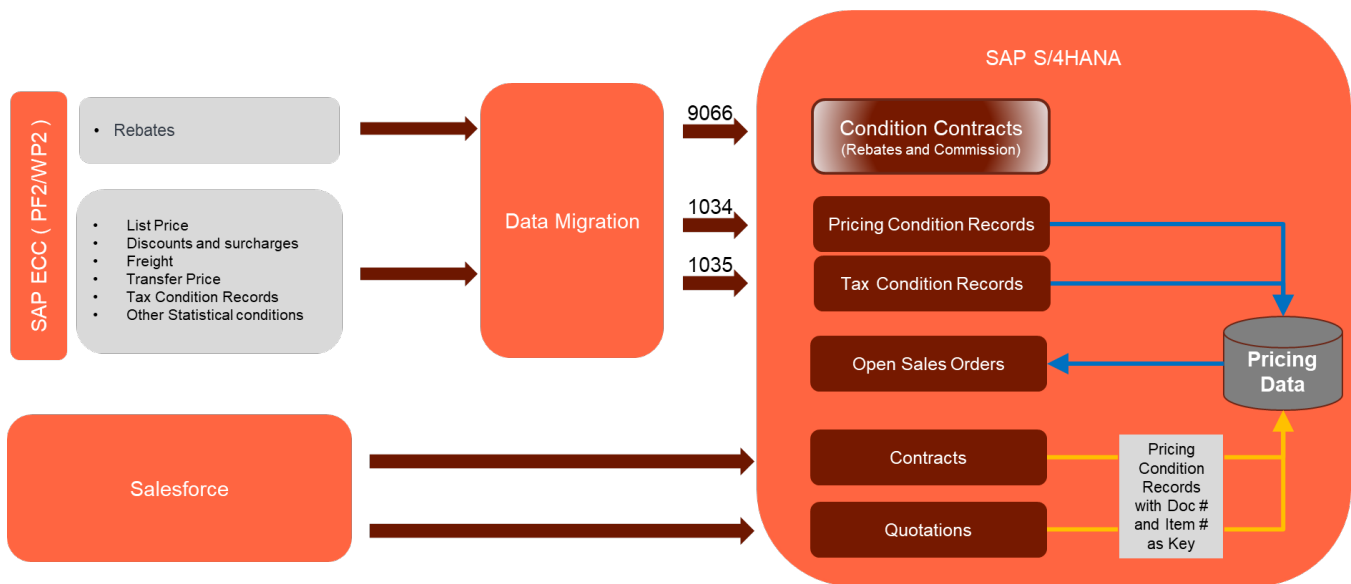 SAP S/4HANA
SAP ECC ( PF2/WP2 )
• Rebates
• List Price
• Discounts and surcharges
• Freight
• Transfer Price
• Tax Condition Records
• Other Statistical conditions
Data Migration
9066
1034
1035
Condition Contracts
(Rebates and Commission)
Pricing Condition Records
Tax Condition Records
Open Sales Orders
Pricing
Data
Salesforce
Contracts
Quotations
Pricing
Condition
Records
with Doc #
and Item #
as Key